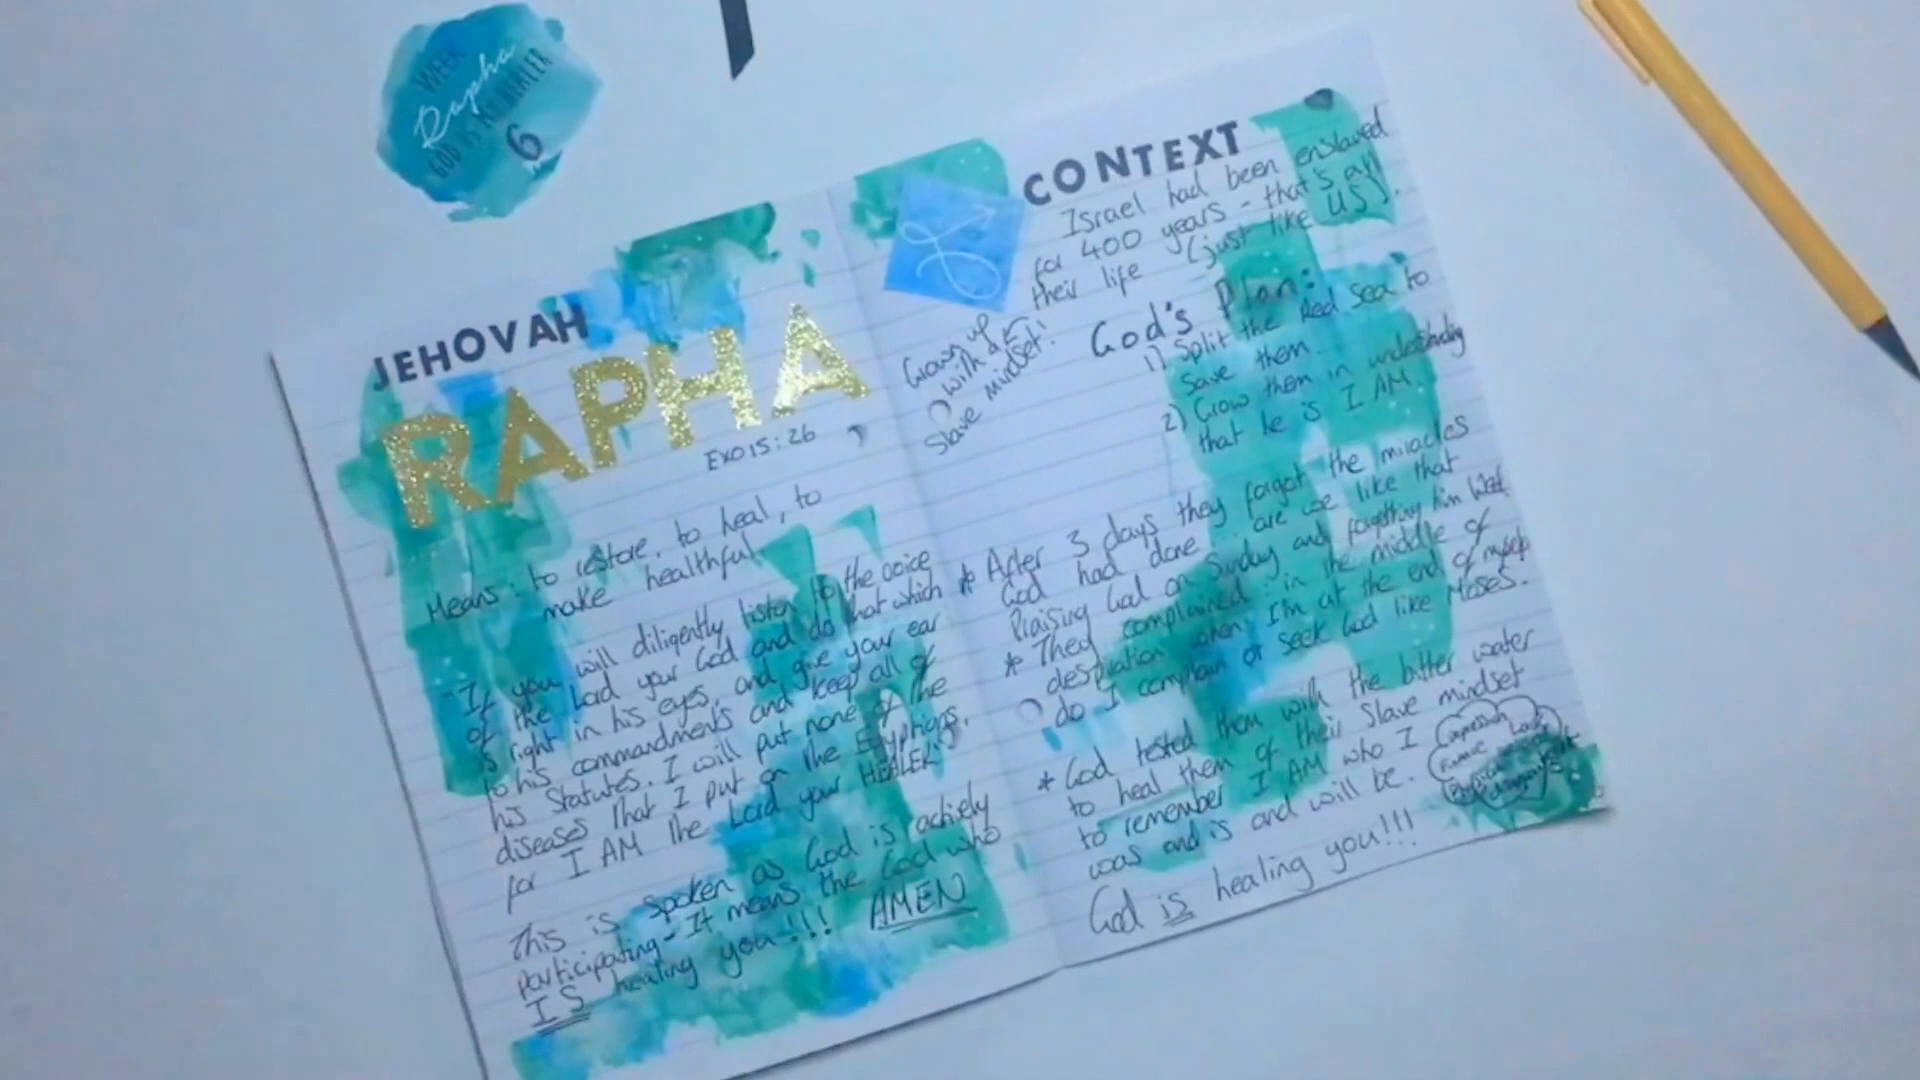 WEEK
Rapha
GOD IS MY HEALER
6
JEHOVAH
RAPHA
EXO 15:26
Means: to restore, to heal, to
make healthful
"If you will diligently listen to the voice
of the Lord your God and do that which
is right in his eyes, and give your ear
to his commandments and keep all of
his Statutes. I will put none of the
diseases that I put on the Egyptians,
for I AM the Lord your HEALER"
This is spoken as God is actively
participating - It means the God who
IS healing you!!! AMEN
CONTEXT
Israel had been enslaved
for 400 years - that's all
their life (just like US).
Grown up
with a
Slave mindset!
God's Plan:
1) Split the Red Sea to
Save them.
2) Grow them in understanding
that he is I AM
* After 3 days they forgot the miracles
God had done. are we like that
Praising God on Sunday and forgetting him Wed.
* They complained: in the middle of
despiration when I'm at the end of myself
do I complain or seek God like Moses.
* God tested them with the bitter water
to heal them of their Slave mindset
to remember I AM who I
was and is and will be.
God is healing you!!!